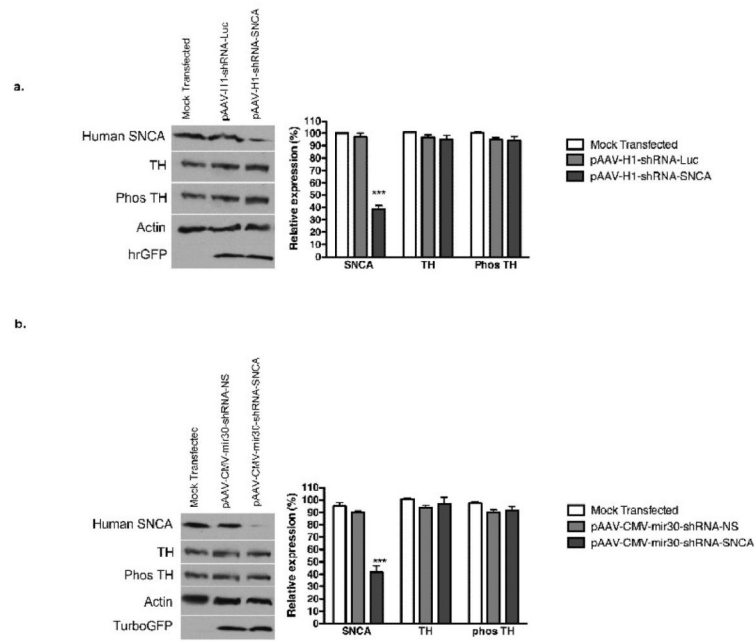 a.
Mock Transfected
pAAV-H1-shRNA-Luc
pAAV-H1-shRNA-SNCA
Human SNCA
TH
Phos TH
Actin
hrGFP
Relative expression (%)
110
100
90
80
70
60
50
40
30
20
10
0
***
SNCA
TH
Phos TH
Mock Transfected
pAAV-H1-shRNA-Luc
pAAV-H1-shRNA-SNCA
b.
Mock Transfected
pAAV-CMV-mir30-shRNA-NS
pAAV-CMV-mir30-shRNA-SNCA
Human SNCA
TH
Phos TH
Actin
TurboGFP
Relative expression (%)
110
100
90
80
70
60
50
40
30
20
10
0
***
SNCA
TH
phos TH
Mock Transfected
pAAV-CMV-mir30-shRNA-NS
pAAV-CMV-mir30-shRNA-SNCA